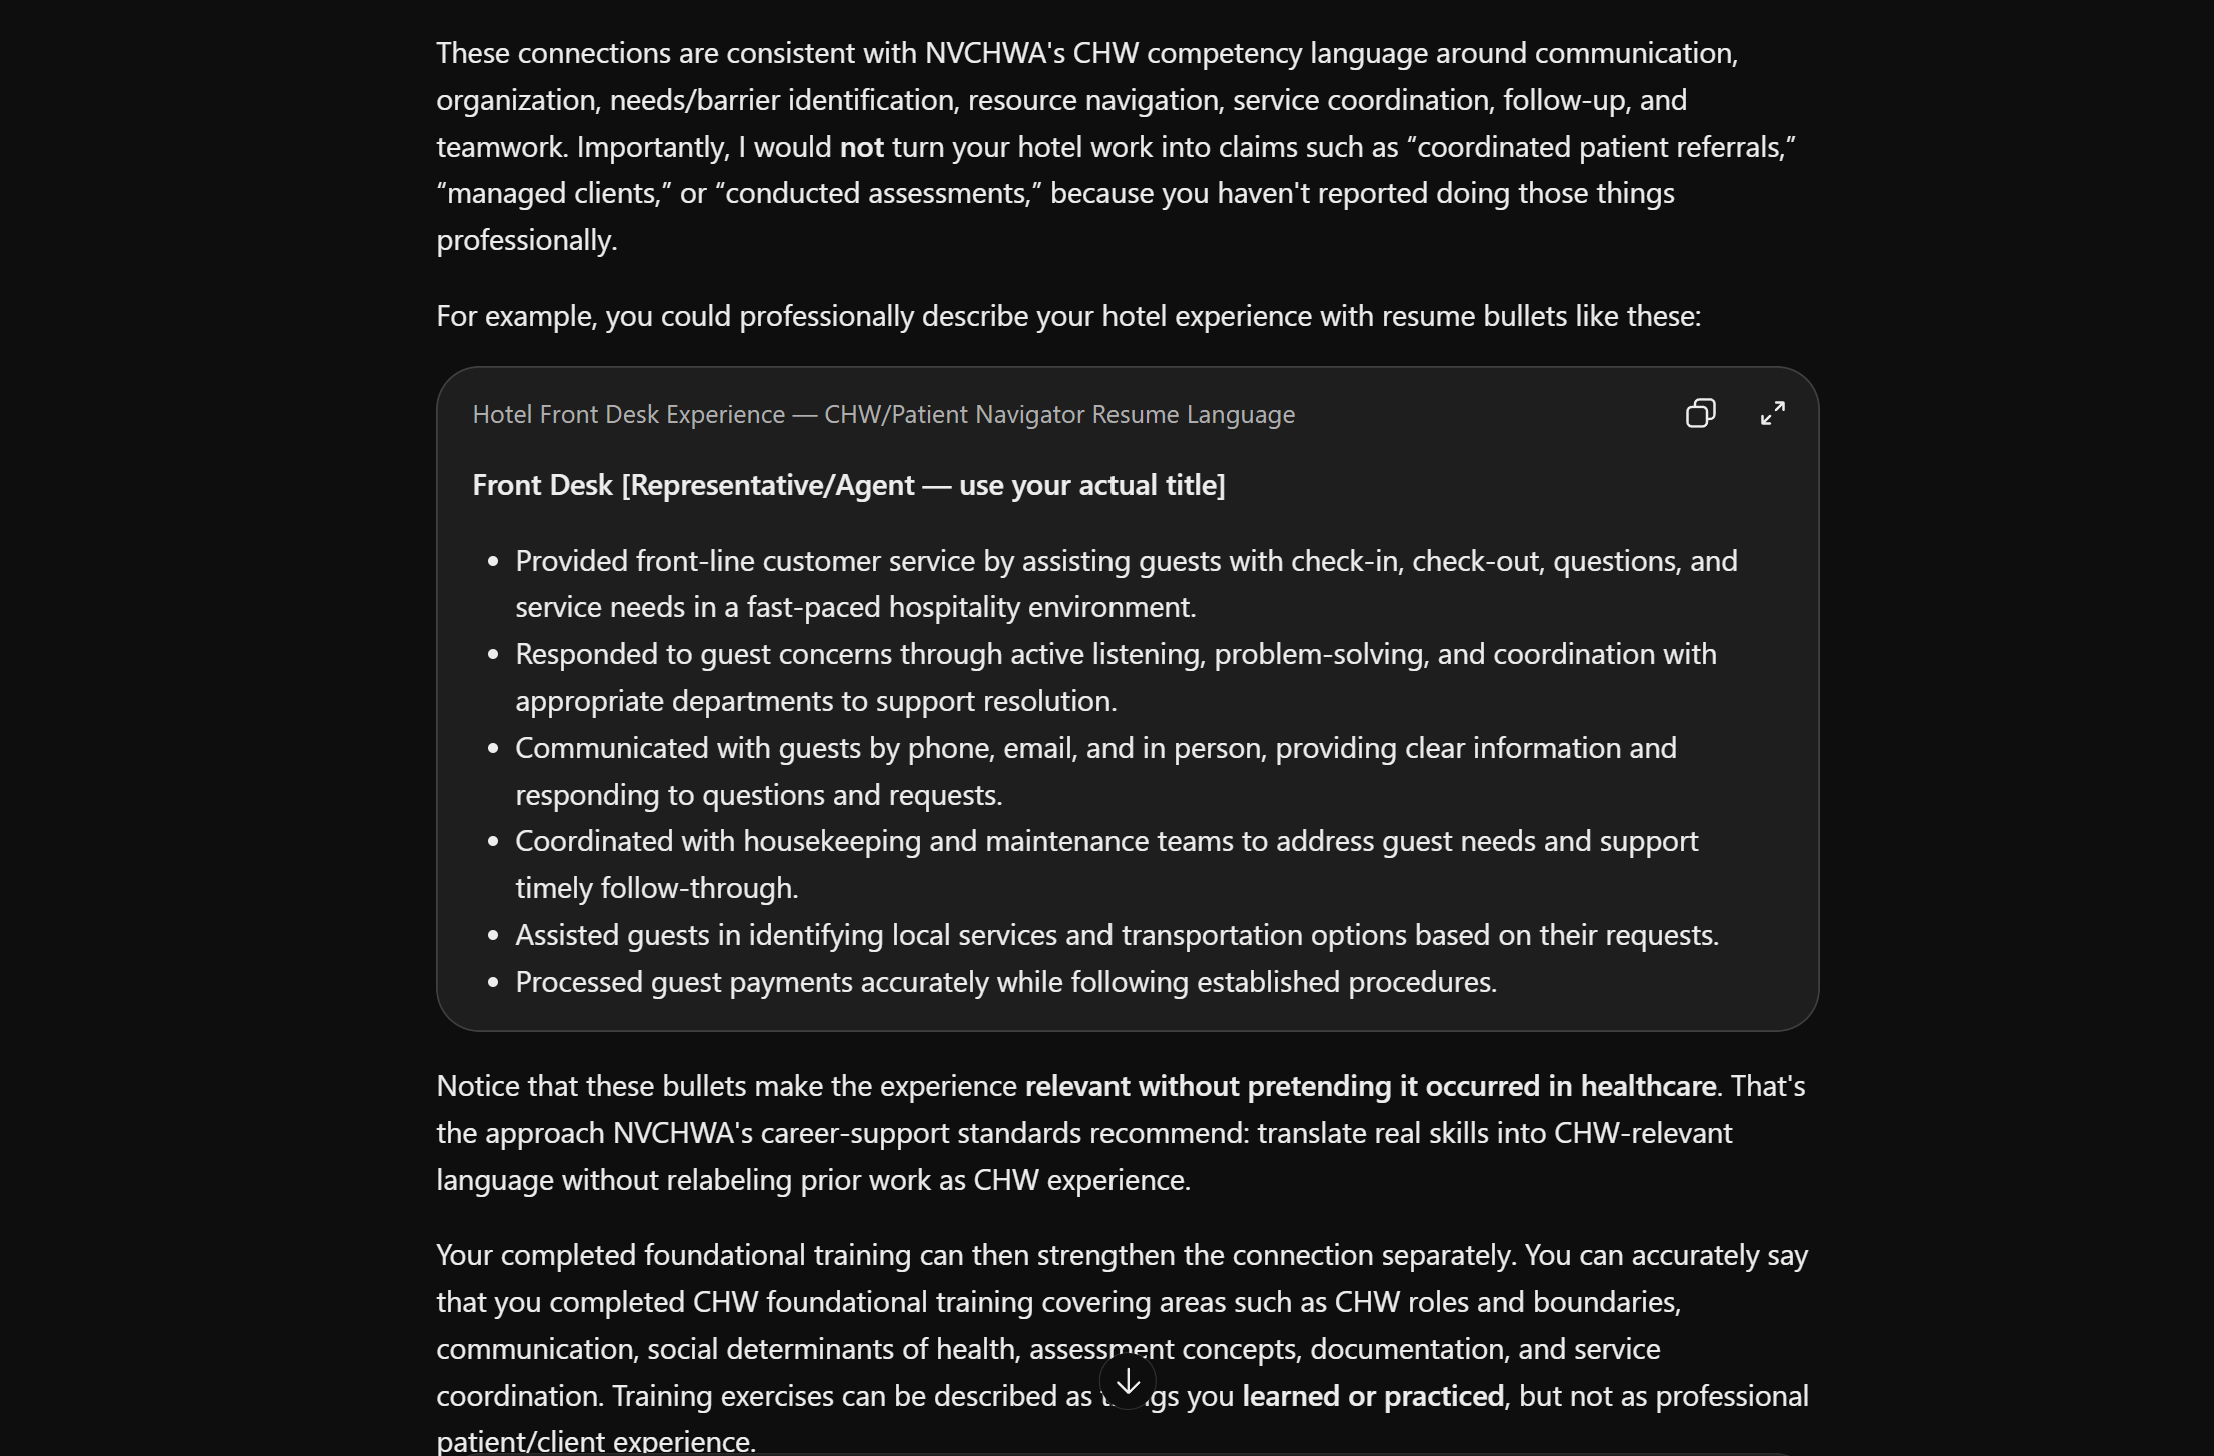 These connections are consistent with NVCHWA's CHW competency language around communication,
organization, needs/barrier identification, resource navigation, service coordination, follow-up, and
teamwork. Importantly, I would not turn your hotel work into claims such as “coordinated patient referrals,”
“managed clients,” or “conducted assessments,” because you haven't reported doing those things
professionally.
For example, you could professionally describe your hotel experience with resume bullets like these:
Hotel Front Desk Experience — CHW/Patient Navigator Resume Language
Front Desk [Representative/Agent — use your actual title]
• Provided front-line customer service by assisting guests with check-in, check-out, questions, and
service needs in a fast-paced hospitality environment.
• Responded to guest concerns through active listening, problem-solving, and coordination with
appropriate departments to support resolution.
• Communicated with guests by phone, email, and in person, providing clear information and
responding to questions and requests.
• Coordinated with housekeeping and maintenance teams to address guest needs and support
timely follow-through.
• Assisted guests in identifying local services and transportation options based on their requests.
• Processed guest payments accurately while following established procedures.
Notice that these bullets make the experience relevant without pretending it occurred in healthcare. That's
the approach NVCHWA's career-support standards recommend: translate real skills into CHW-relevant
language without relabeling prior work as CHW experience.
Your completed foundational training can then strengthen the connection separately. You can accurately say
that you completed CHW foundational training covering areas such as CHW roles and boundaries,
communication, social determinants of health, assessment concepts, documentation, and service
coordination. Training exercises can be described as you learned or practiced, but not as professional
patient/client experience.